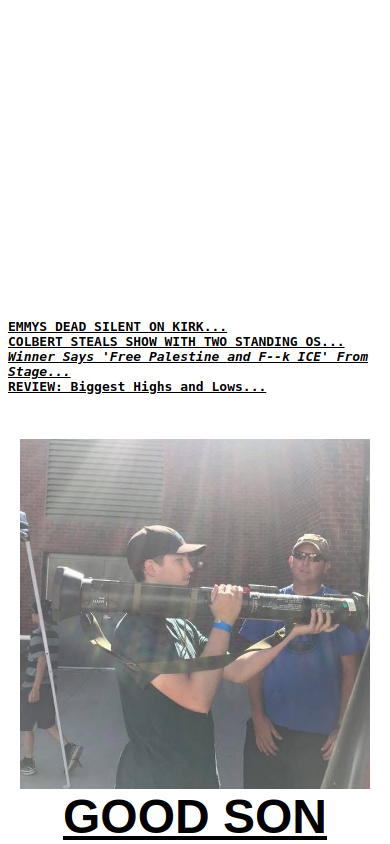 EMMYS DEAD SILENT ON KIRK...
COLBERT STEALS SHOW WITH TWO STANDING OS...
Winner Says 'Free Palestine and F--k ICE' From
Stage...
REVIEW: Biggest Highs and Lows...
GOOD SON